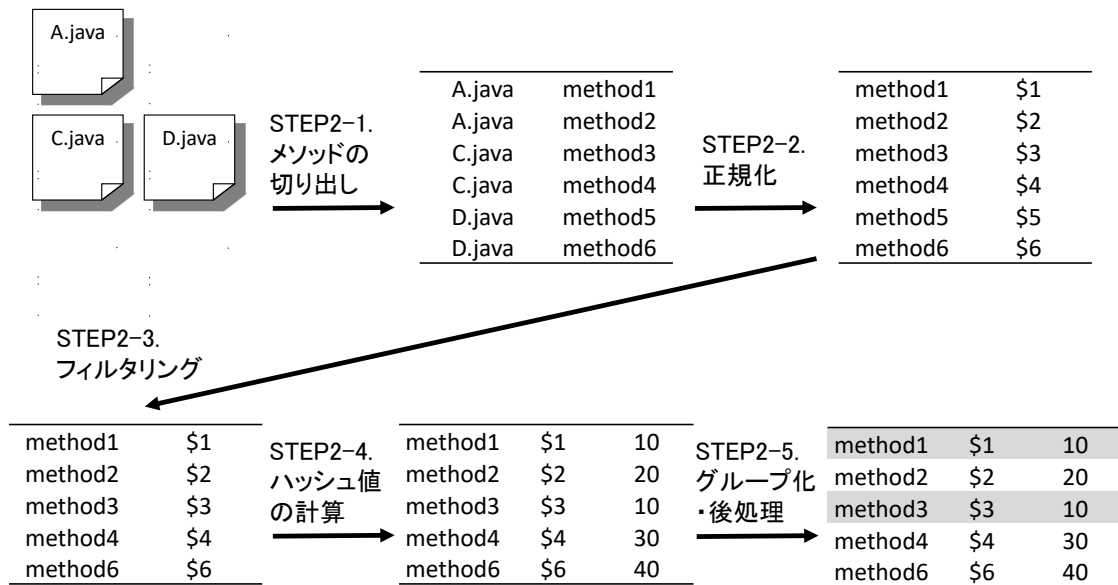 A.java
C.java
D.java
STEP2-1.
メソッドの
切り出し
A.java method1
A.java method2
C.java method3
C.java method4
D.java method5
D.java method6
STEP2-2.
正規化
method1 $1
method2 $2
method3 $3
method4 $4
method5 $5
method6 $6
STEP2-3.
フィルタリング
method1 $1
method2 $2
method3 $3
method4 $4
method6 $6
STEP2-4.
ハッシュ値
の計算
method1 $1 10
method2 $2 20
method3 $3 10
method4 $4 30
method6 $6 40
STEP2-5.
グループ化
・後処理
method1 $1 10
method2 $2 20
method3 $3 10
method4 $4 30
method6 $6 40